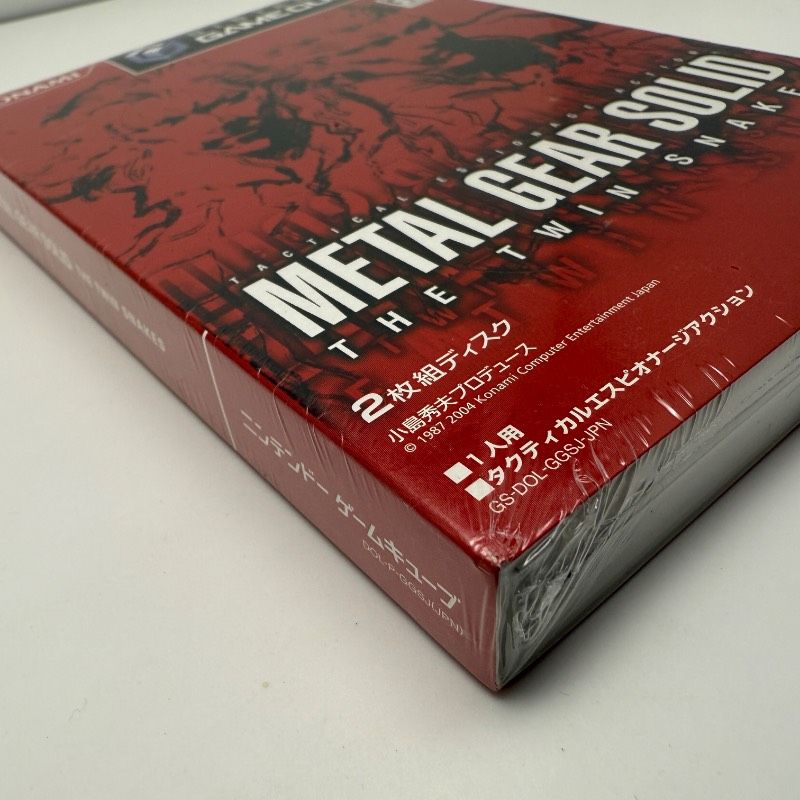 GAMECU
KONAMI
TACTICAL ESPIONAGE ACTION
METAL GEAR SOLID
THE TWIN SNAKE
2枚組ディスク
小島秀夫プロデュース
© 1987 2004 Konami Computer Entertainment Japan
■1人用
■タクティカルエスピオナージアクション
GS-DOL-GGSJ-JPN
GEAR SOLID THE TWIN SNAKES
ニンテンドー ゲームキューブ
DOL-P-GGSJ(JPN)